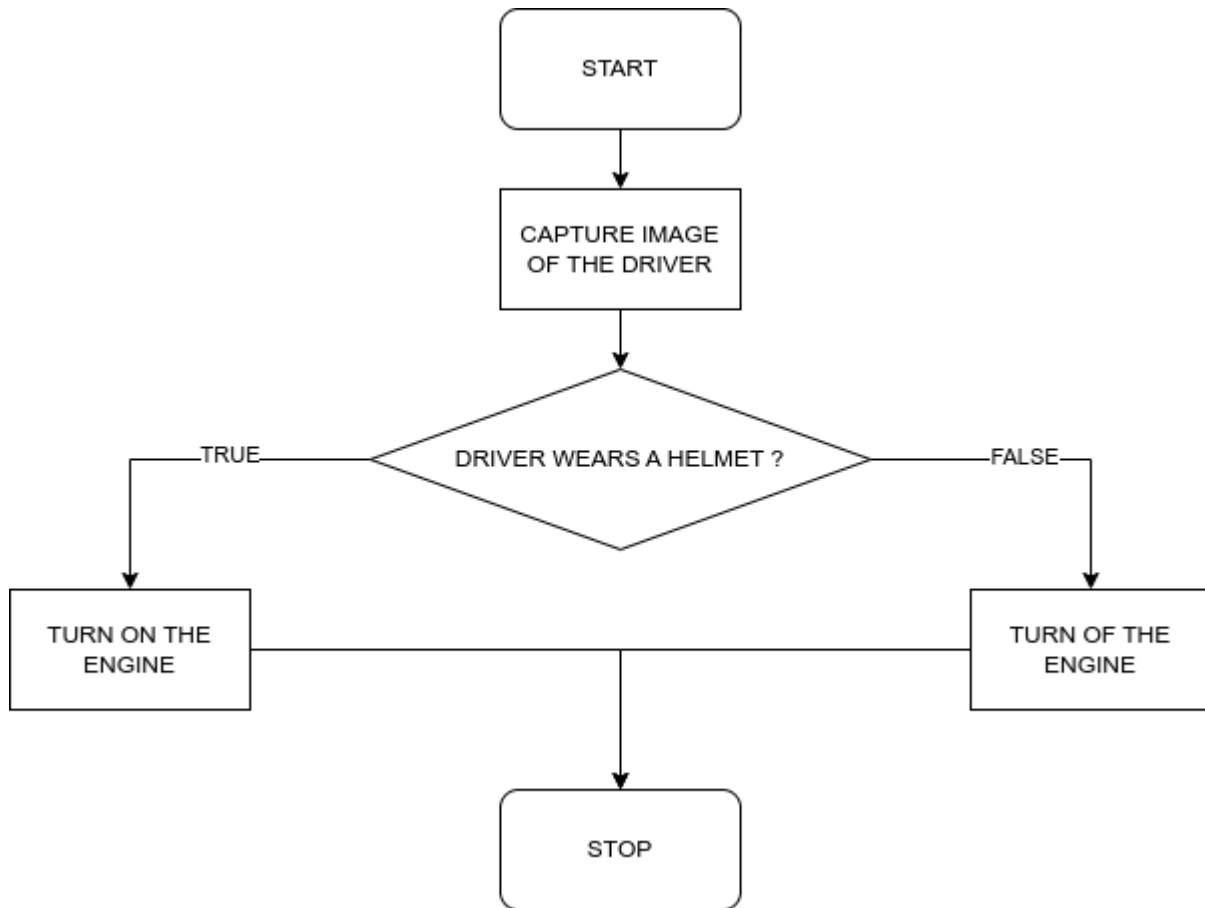 START
CAPTURE IMAGE
OF THE DRIVER
DRIVER WEARS A HELMET ?
TRUE
FALSE
TURN ON THE
ENGINE
TURN OF THE
ENGINE
STOP